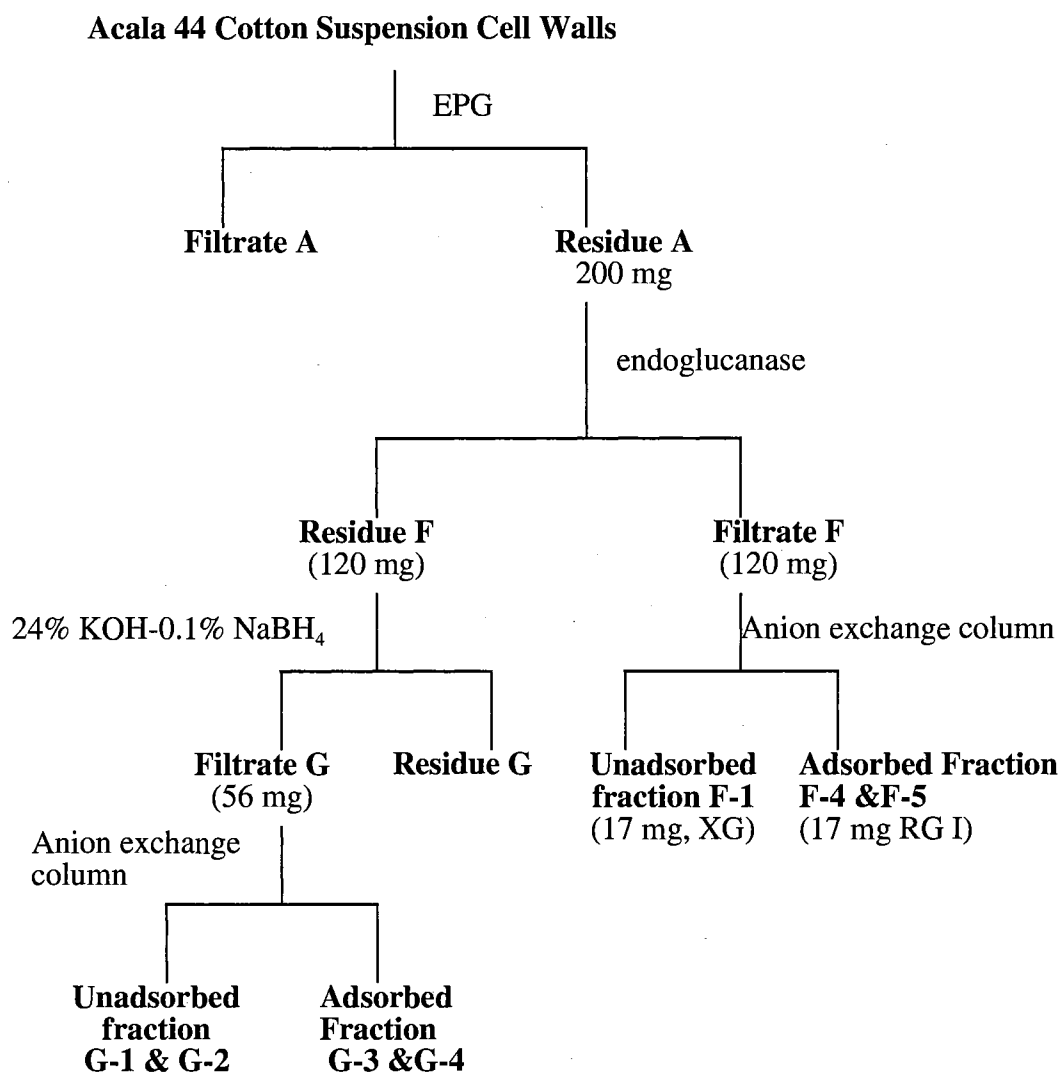 Acala 44 Cotton Suspension Cell Walls
EPG
Filtrate A
Residue A
200 mg
endoglucanase
Residue F
(120 mg)
Filtrate F
(120 mg)
24% KOH-0.1% NaBH₄
Anion exchange column
Filtrate G
(56 mg)
Residue G
Unadsorbed
fraction F-1
(17 mg, XG)
Adsorbed Fraction
F-4 &F-5
(17 mg RG I)
Anion exchange
column
Unadsorbed
fraction
G-1 & G-2
Adsorbed
Fraction
G-3 &G-4